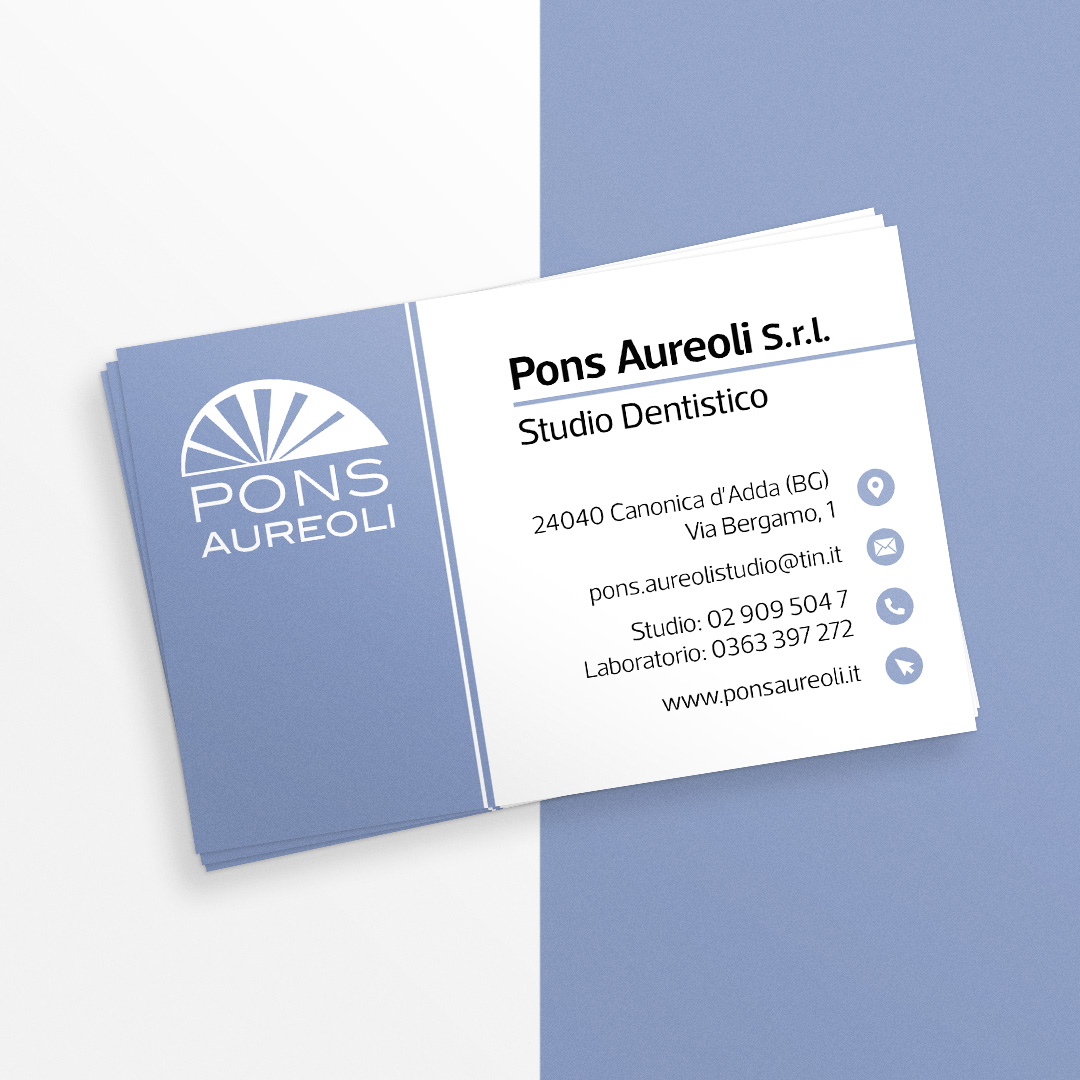 PONS
AUREOLI
Pons Aureoli S.r.l.
Studio Dentistico
24040 Canonica d'Adda (BG)
Via Bergamo, 1
pons.aureolistudio@tin.it
Studio: 02 909 504 7
Laboratorio: 0363 397 272
www.ponsaureoli.it